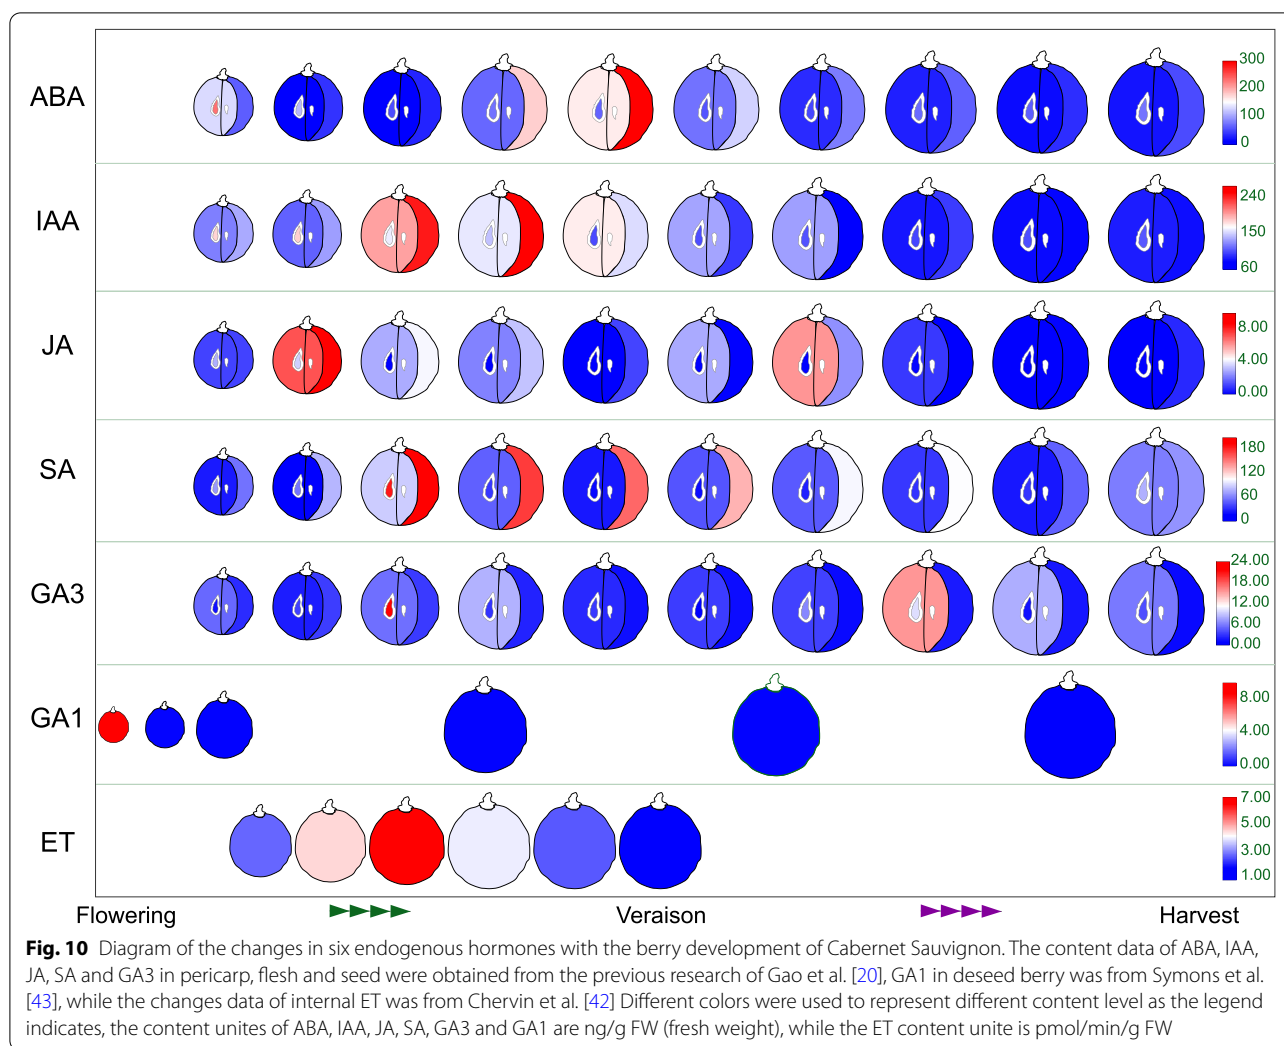 ABA
300
200
100
0
IAA
240
150
60
JA
8.00
4.00
0.00
SA
180
120
60
0
GA3
24.00
18.00
12.00
6.00
0.00
GA1
8.00
4.00
0.00
ET
7.00
5.00
3.00
1.00
Flowering Veraison Harvest
Fig. 10 Diagram of the changes in six endogenous hormones with the berry development of Cabernet Sauvignon. The content data of ABA, IAA,
JA, SA and GA3 in pericarp, flesh and seed were obtained from the previous research of Gao et al. [20], GA1 in deseed berry was from Symons et al.
[43], while the changes data of internal ET was from Chervin et al. [42] Different colors were used to represent different content level as the legend
indicates, the content unites of ABA, IAA, JA, SA, GA3 and GA1 are ng/g FW (fresh weight), while the ET content unite is pmol/min/g FW